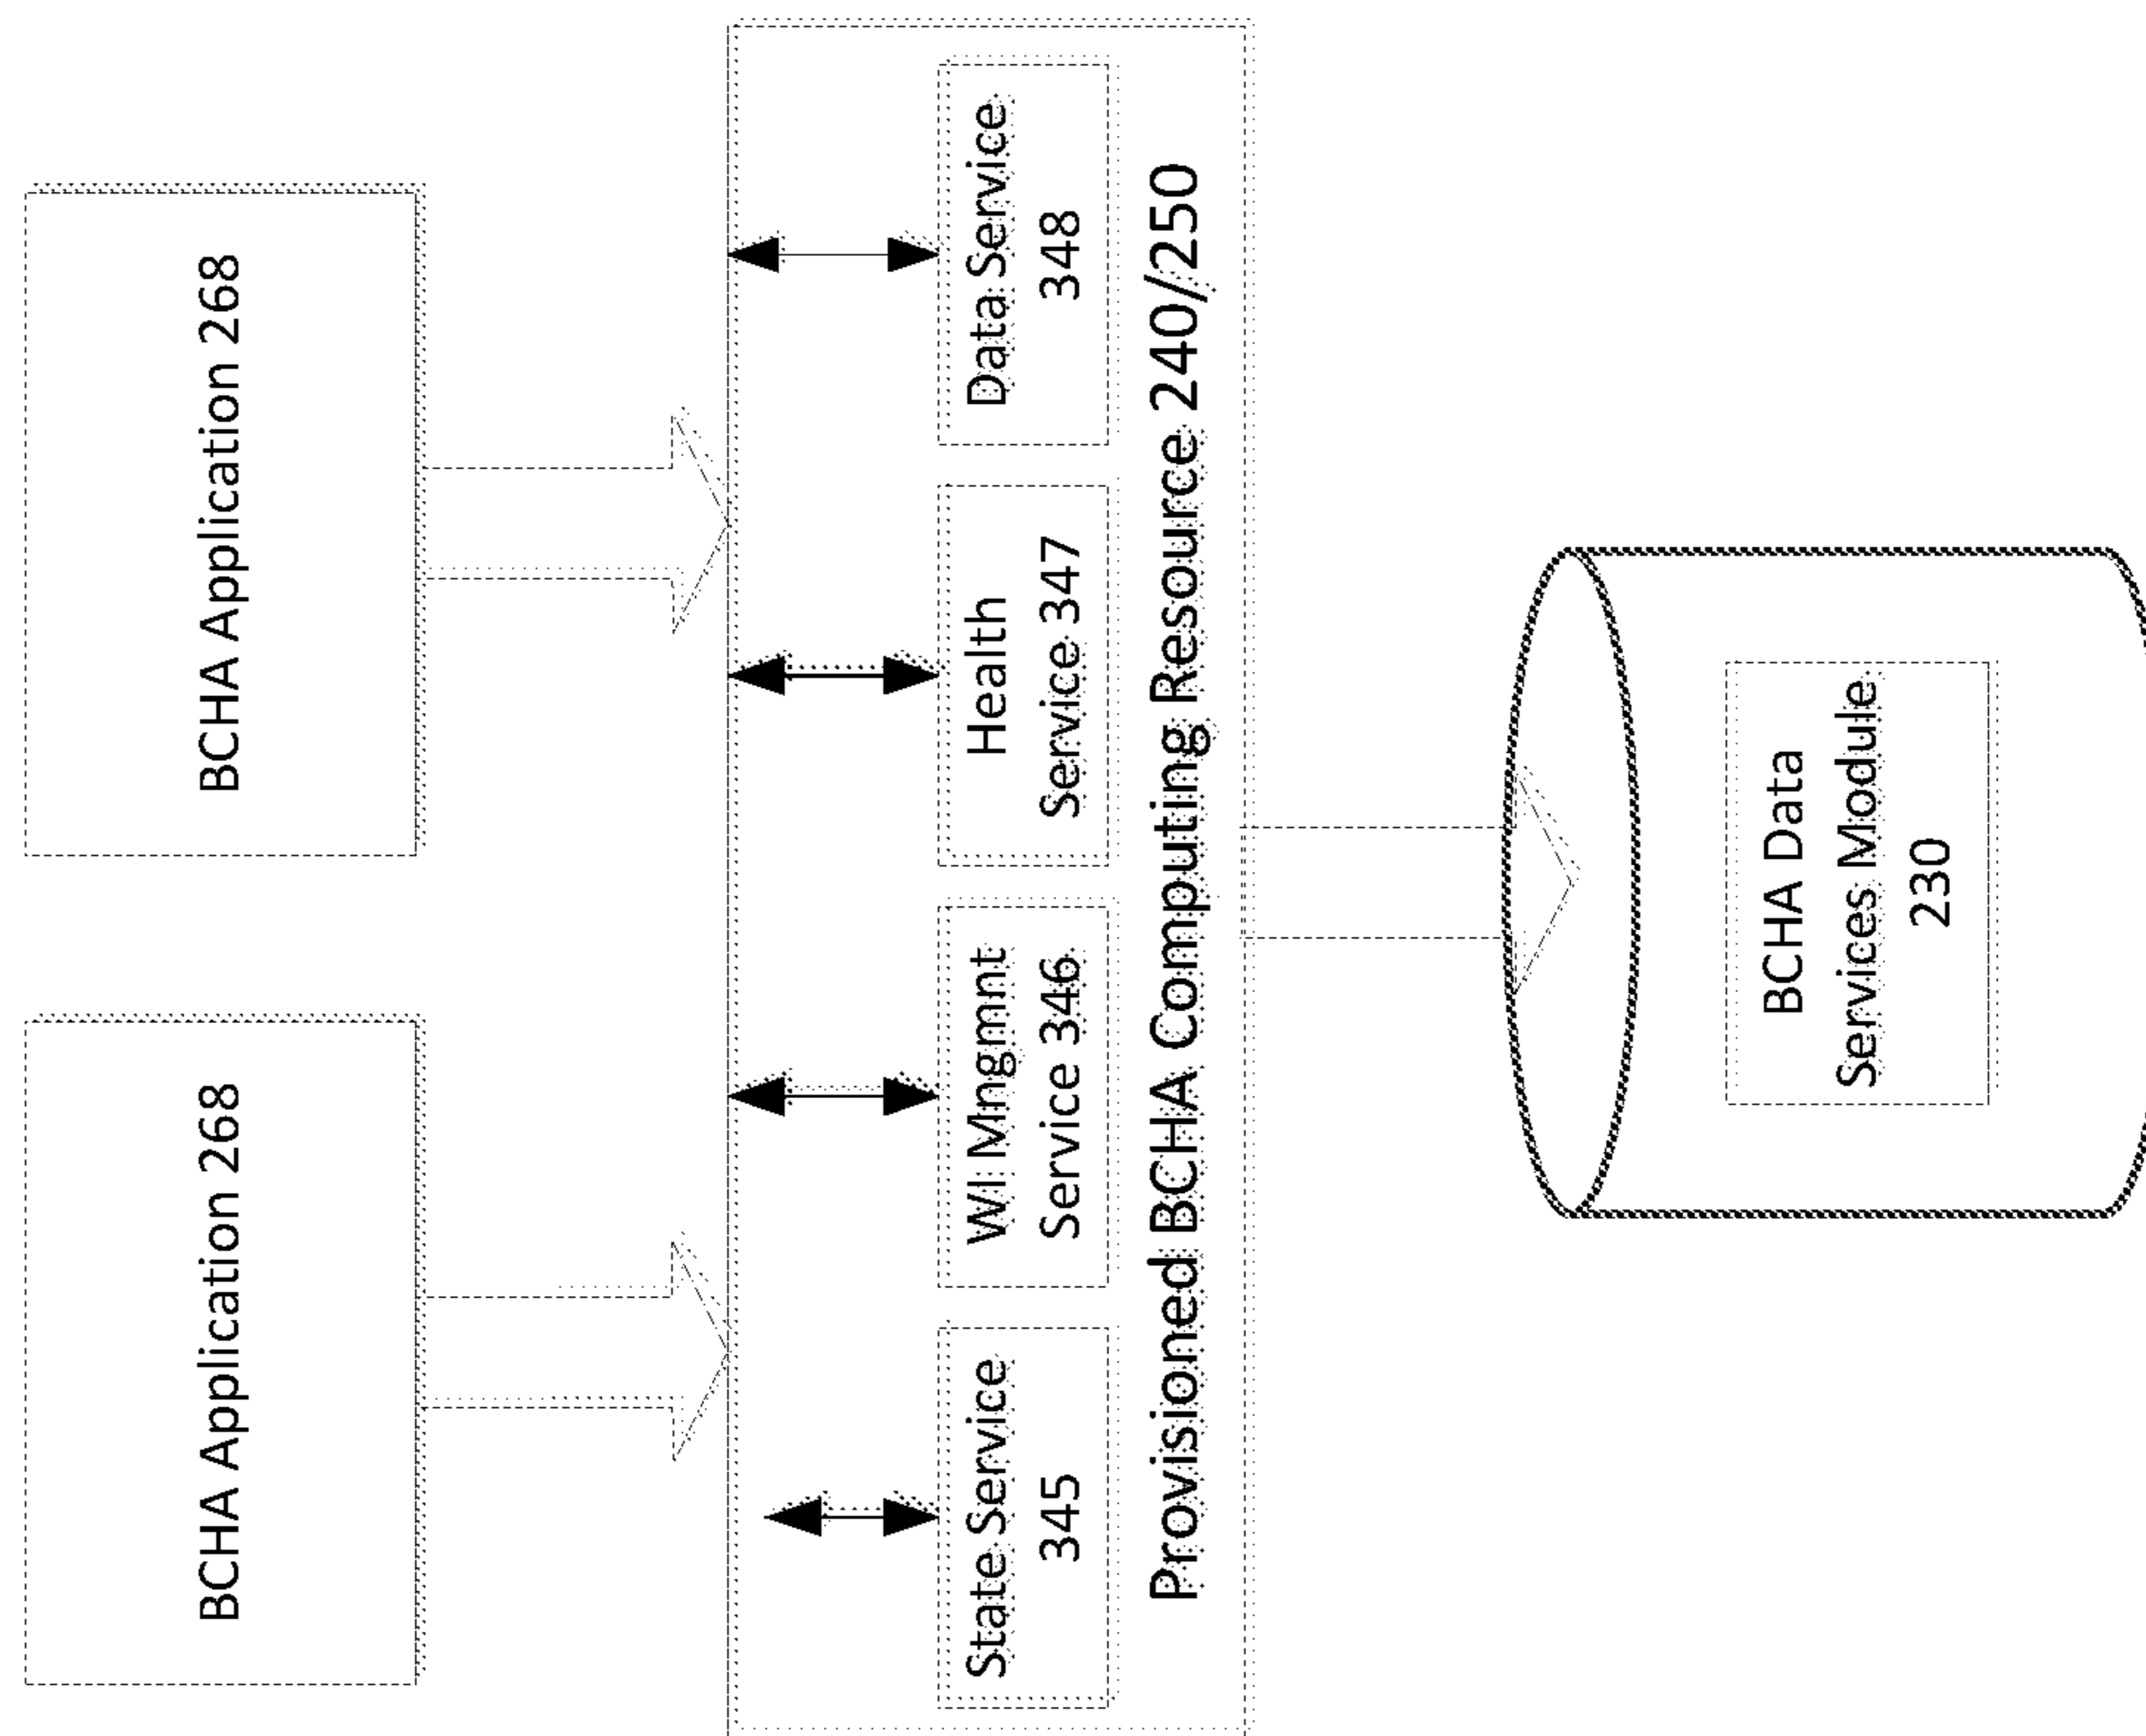 BCHA Application 268
BCHA Application 268
State Service
345
WI Mngmnt
Service 346
Health
Service 347
Data Service
348
Provisioned BCHA Computing Resource 240/250
BCHA Data
Services Module
230